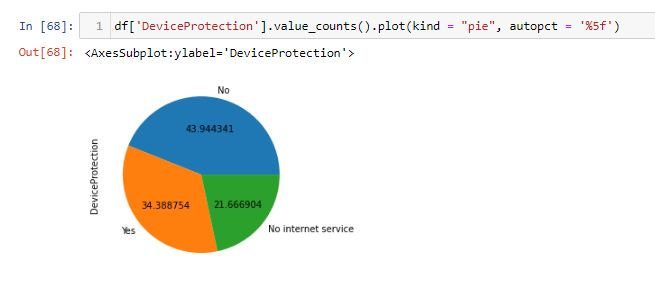 In [68]: 1 df['DeviceProtection'].value_counts().plot(kind = "pie", autopct = '%5f')
Out[68]: <AxesSubplot:ylabel='DeviceProtection'>
No
43.944341
DeviceProtection
34.388754 21.666904
Yes No internet service